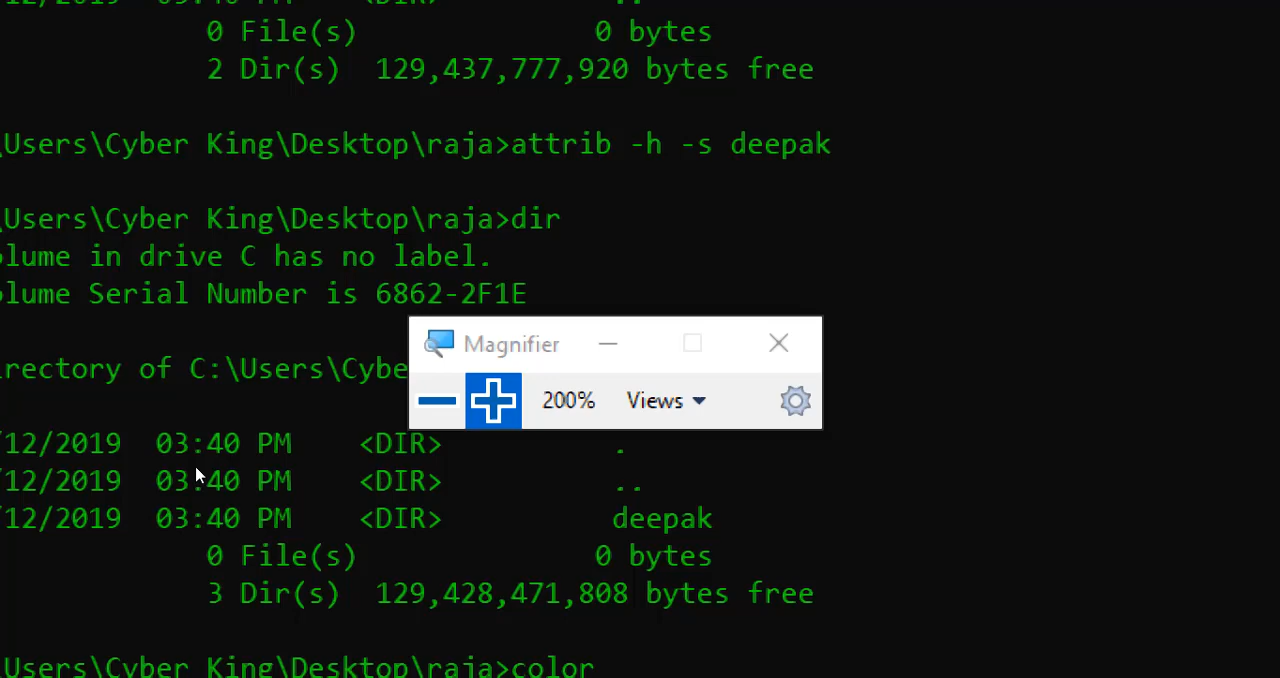 0 File(s) 0 bytes
2 Dir(s) 129,437,777,920 bytes free
\Users\Cyber King\Desktop\raja>attrib -h -s deepak
\Users\Cyber King\Desktop\raja>dir
olume in drive C has no label.
olume Serial Number is 6862-2F1E
Magnifier
irectory of C:\Users\Cybe
200% Views
/12/2019 03:40 PM <DIR> .
/12/2019 03:40 PM <DIR> ..
/12/2019 03:40 PM <DIR> deepak
0 File(s) 0 bytes
3 Dir(s) 129,428,471,808 bytes free
\Users\Cyber King\Desktop\raja>color